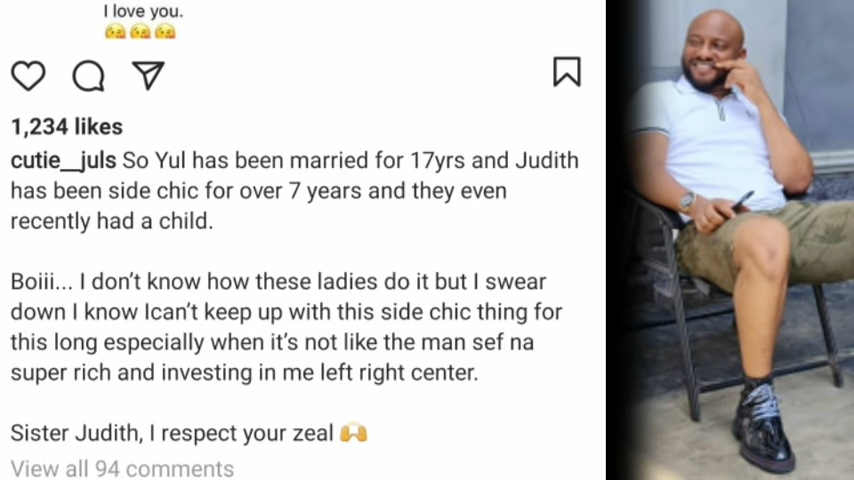 I love you.
😘😘😘
1,234 likes
cutie__juls So Yul has been married for 17yrs and Judith
has been side chic for over 7 years and they even
recently had a child.
Boiii... I don't know how these ladies do it but I swear
down I know Ican't keep up with this side chic thing for
this long especially when it's not like the man sef na
super rich and investing in me left right center.
Sister Judith, I respect your zeal 🙌
View all 94 comments